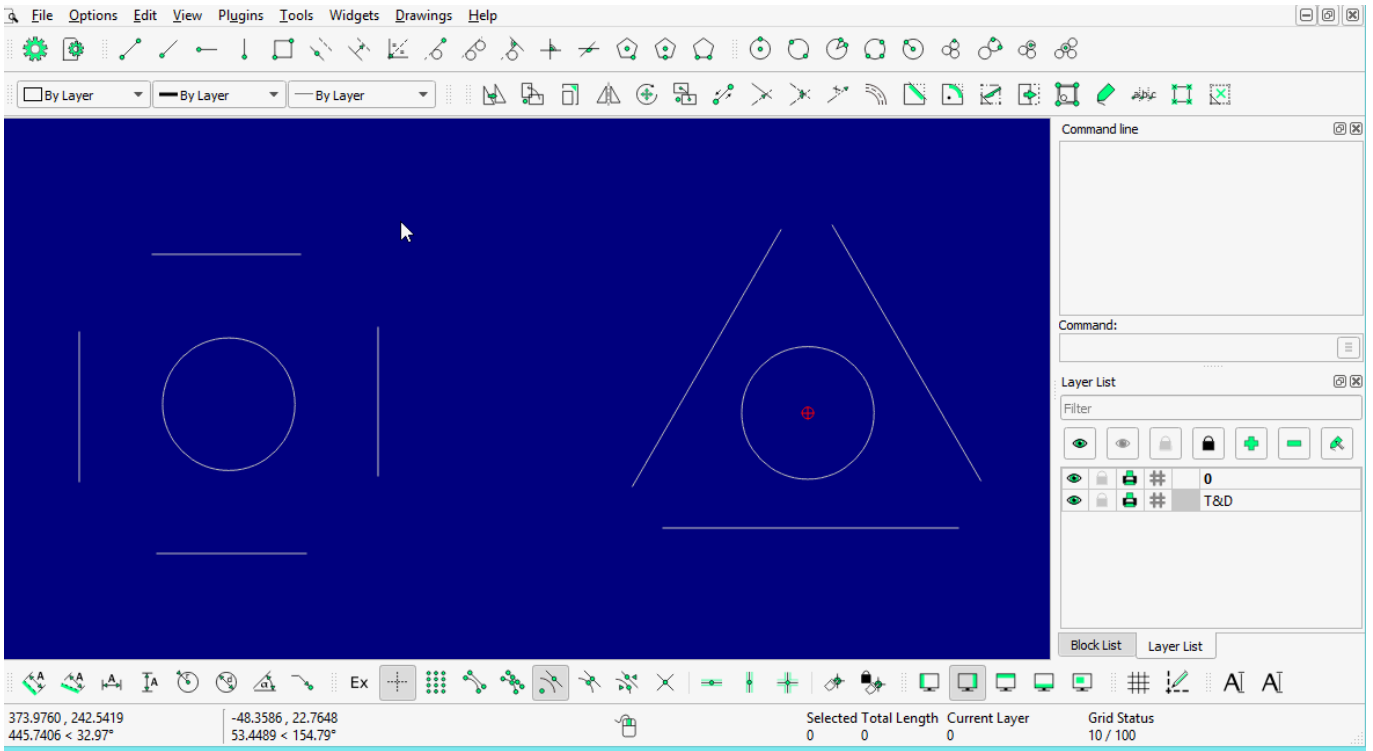 File Options Edit View Plugins Tools Widgets Drawings Help
By Layer By Layer By Layer
Command line
Command:
Layer List
Filter
0
T&D
Block List Layer List
Ex
373.9760 , 242.5419 -48.3586 , 22.7648 Selected Total Length Current Layer Grid Status
445.7406 < 32.97° 53.4489 < 154.79° 0 0 0 10 / 100